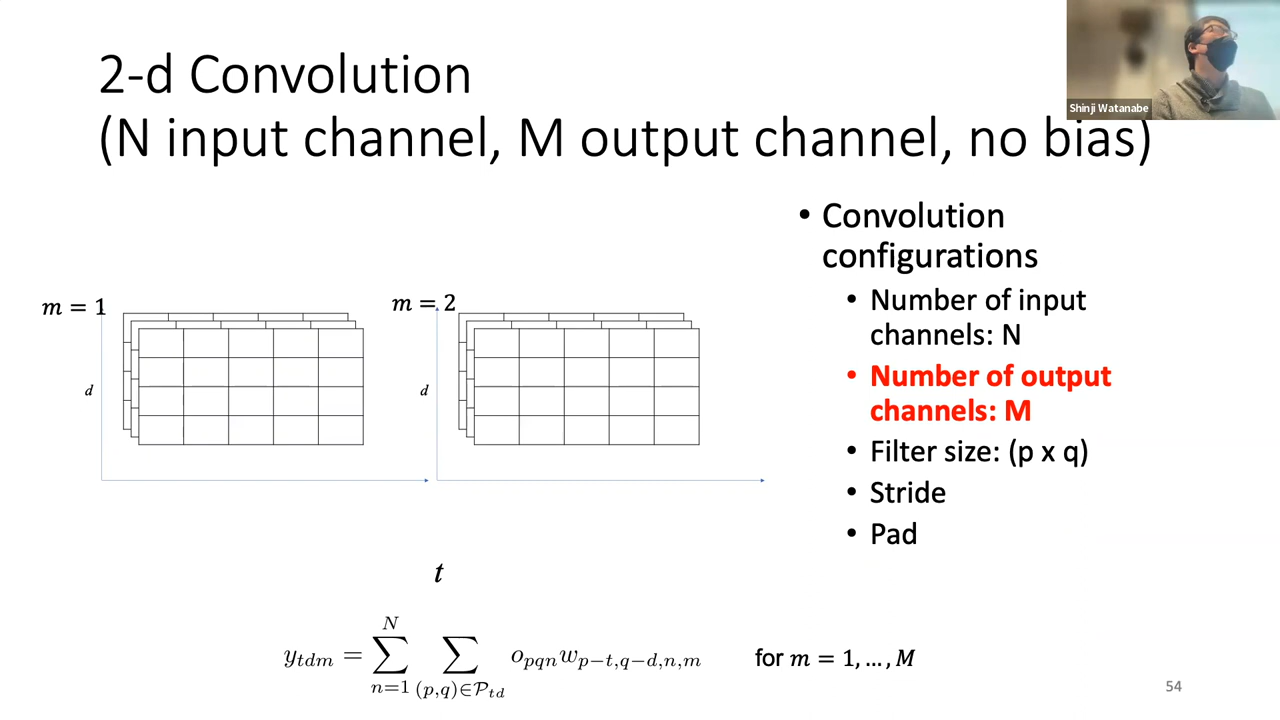 2-d Convolution
(N input channel, M output channel, no bias)
Shinji Watanabe
• Convolution
configurations
• Number of input
channels: N
• Number of output
channels: M
• Filter size: (p x q)
• Stride
• Pad
m = 1
m = 2
d
d
t
y_{tdm} = \sum_{n=1}^{N} \sum_{(p,q)∈\mathcal{P}_{td}} o_{pqn} w_{p-t,q-d,n,m} for m = 1, ..., M
54